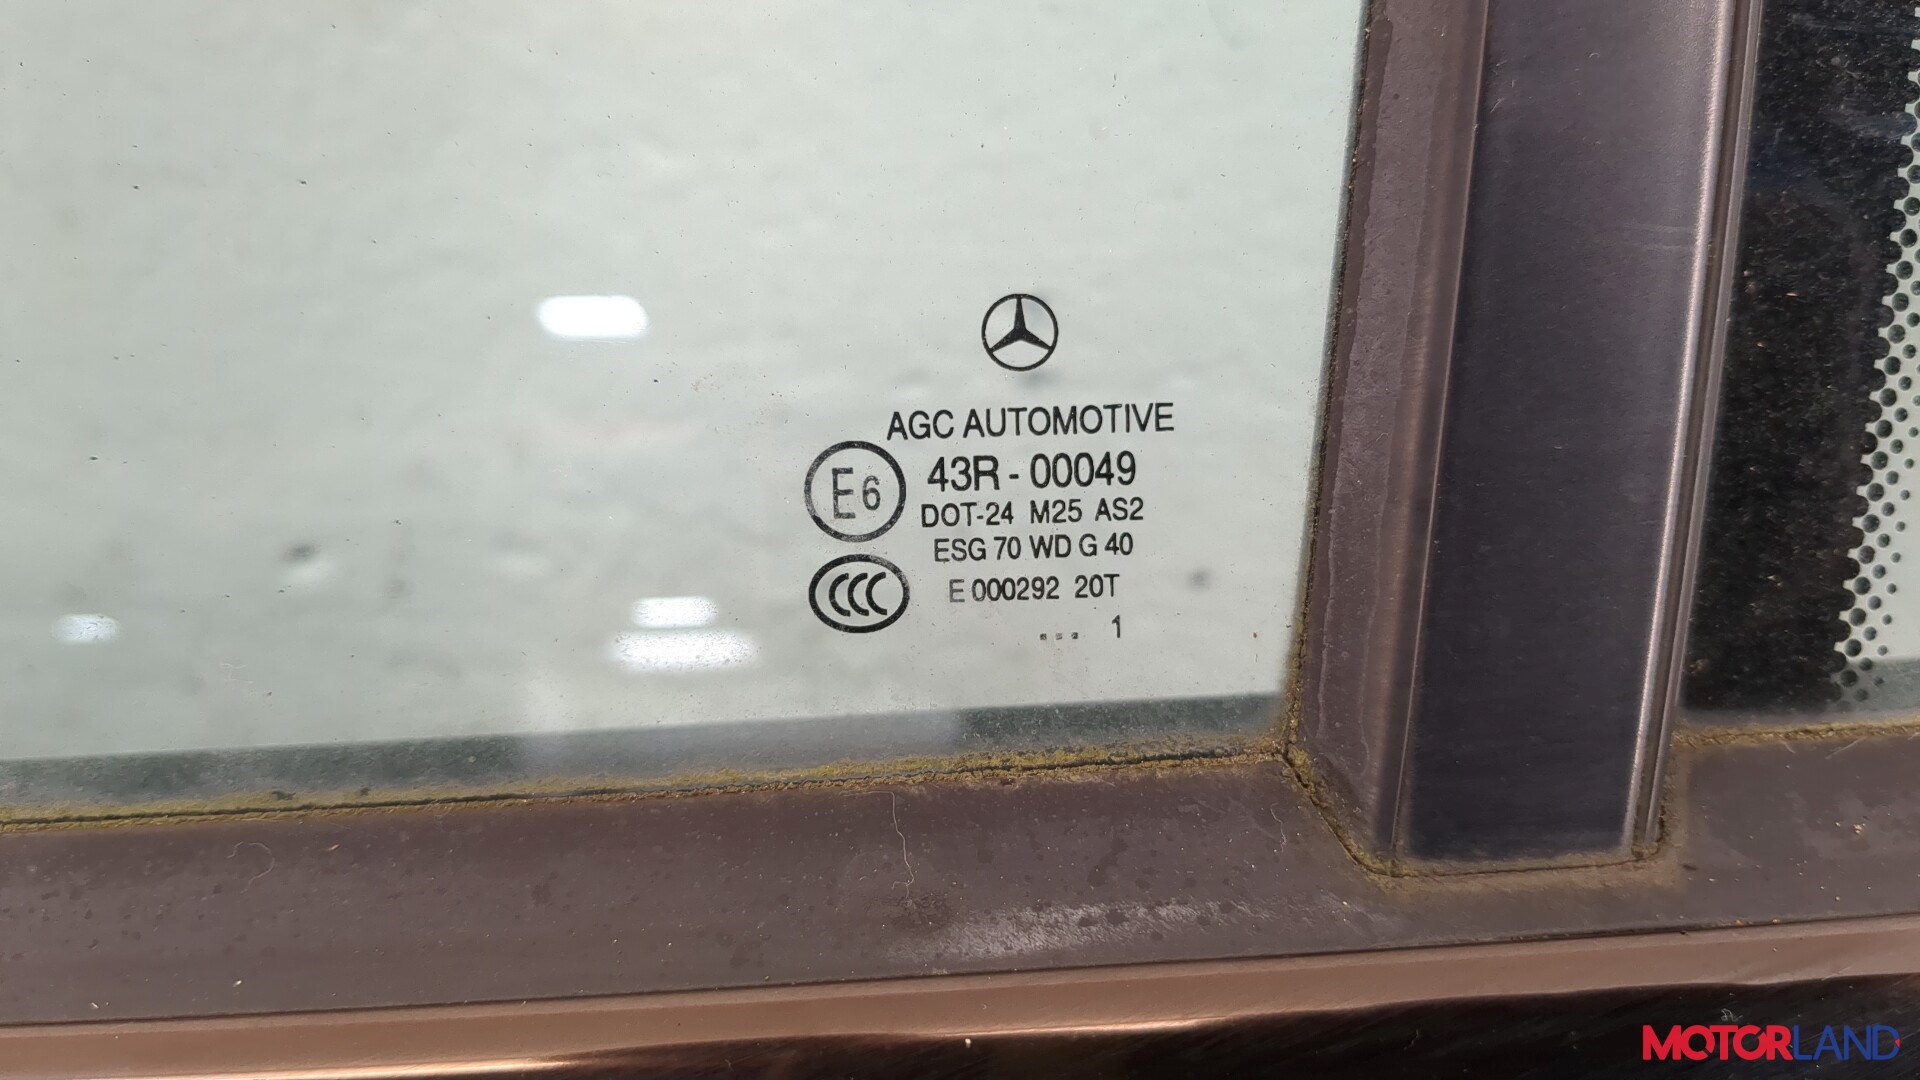 AGC AUTOMOTIVE
E6
43R - 00049
DOT-24 M25 AS2
ESG 70 WD G 40
CCC
E 000292 20T
... 1
MOTORLAND